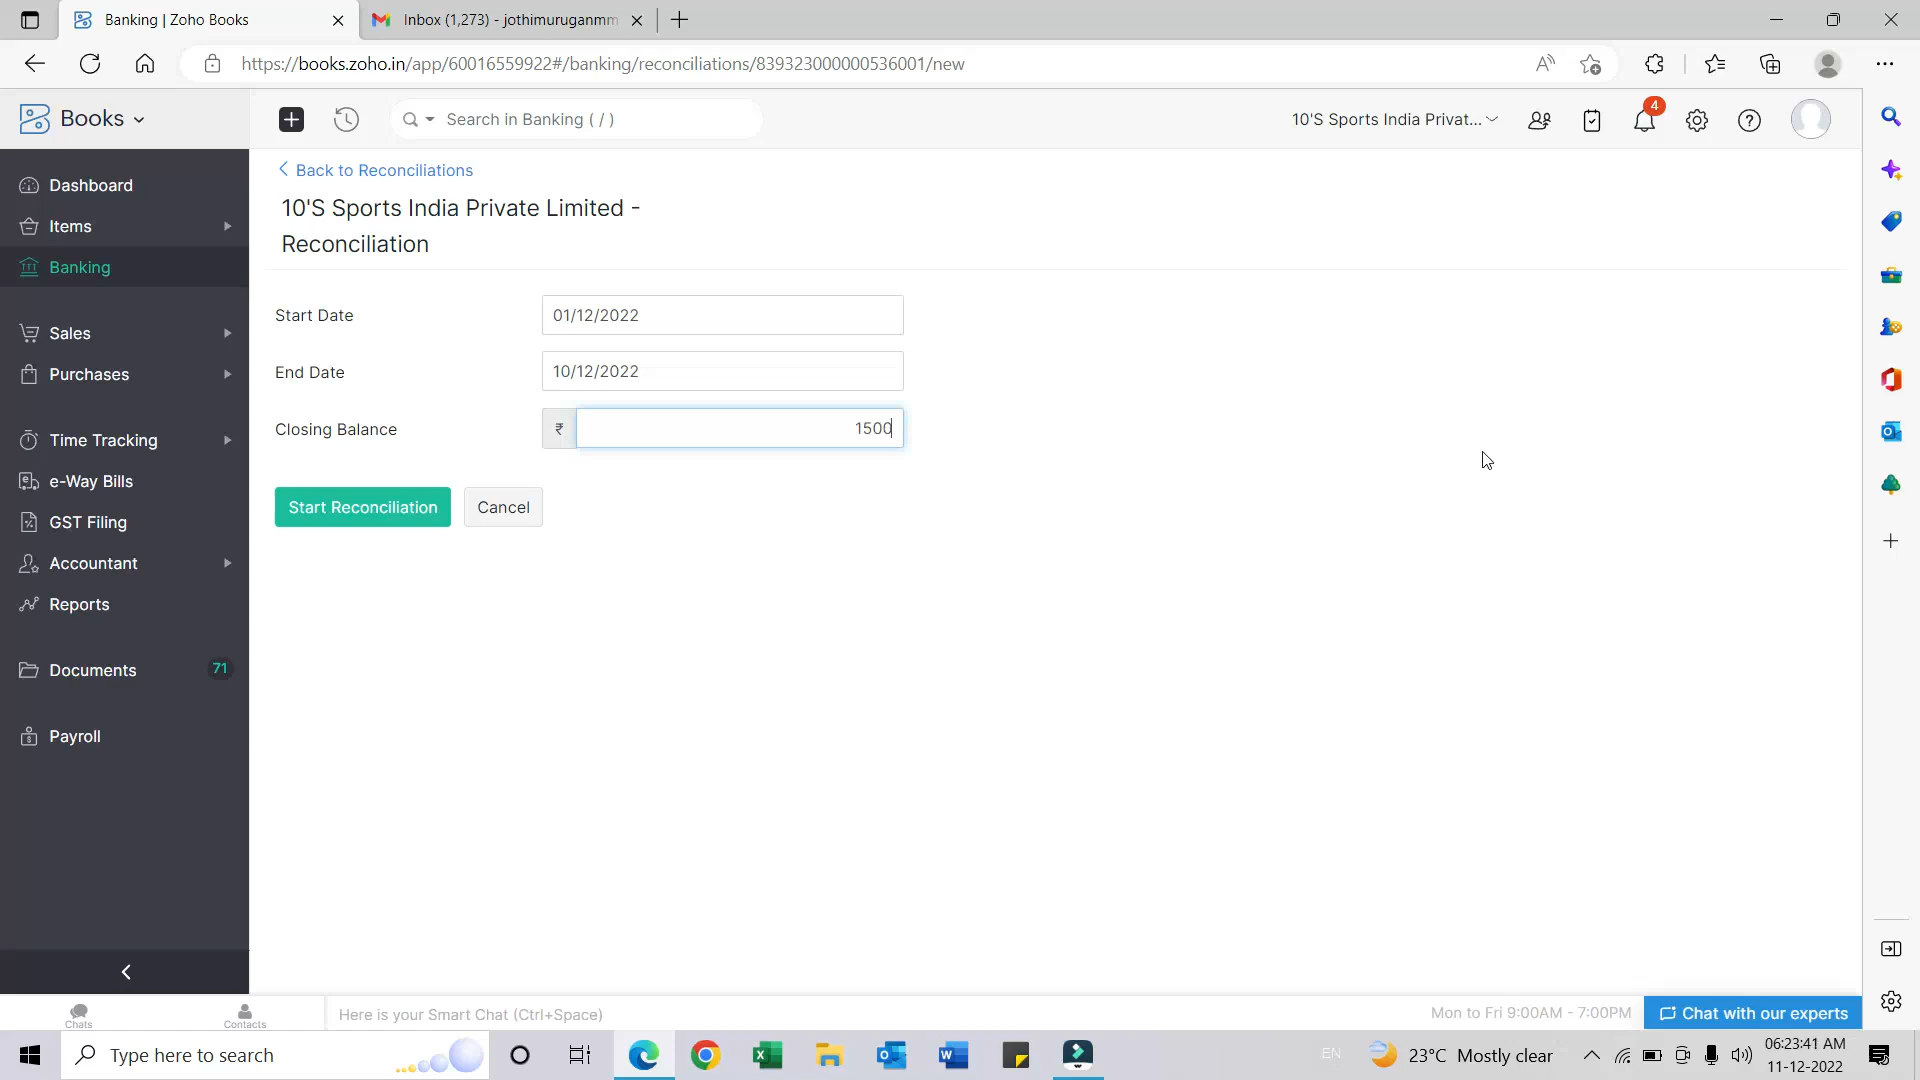 Banking | Zoho Books
Inbox (1,273) - jothimuruganmm
https://books.zoho.in/app/60016559922#/banking/reconciliations/839323000000536001/new
Books
Search in Banking ( / )
10'S Sports India Privat...
4
Dashboard
Items
Banking
Sales
Purchases
Time Tracking
e-Way Bills
GST Filing
Accountant
Reports
Documents 71
Payroll
Back to Reconciliations
10'S Sports India Private Limited -
Reconciliation
Start Date 01/12/2022
End Date 10/12/2022
Closing Balance ₹ 1500
Start Reconciliation Cancel
Chats
Contacts
Here is your Smart Chat (Ctrl+Space)
Mon to Fri 9:00AM - 7:00PM
Chat with our experts
Type here to search
EN
23°C Mostly clear
06:23:41 AM
11-12-2022